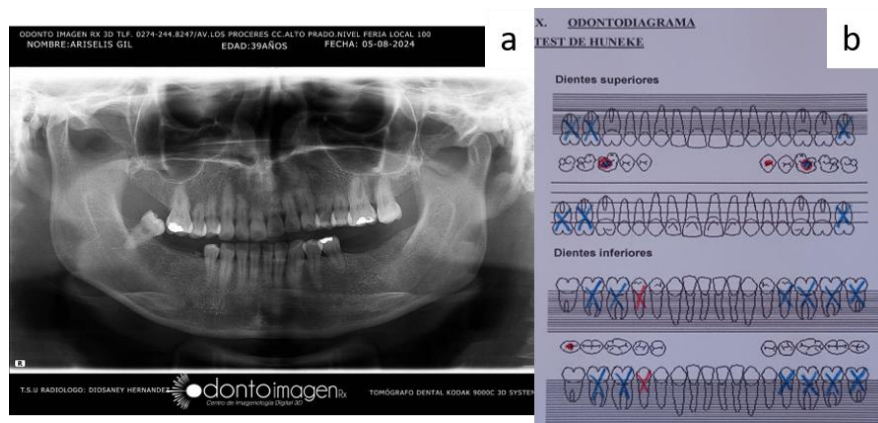 ODONTO IMAGEN RX 3D TLF. 0274-244.8247/AV.LOS PROCERES CC.ALTO PRADO.NIVEL FERIA LOCAL 100
NOMBRE:ARISELIS GIL EDAD:39AÑOS FECHA: 05-08-2024
a
R
T.S.U RADIOLOGO: DIOSANEY HERNANDEZ
odontoimagen Rx
Centro de Imagenología Digital 3D
TOMÓGRAFO DENTAL KODAK 9000C 3D SYSTEM
X. ODONTODIAGRAMA
TEST DE HUNEKE
b
Dientes superiores
Dientes inferiores